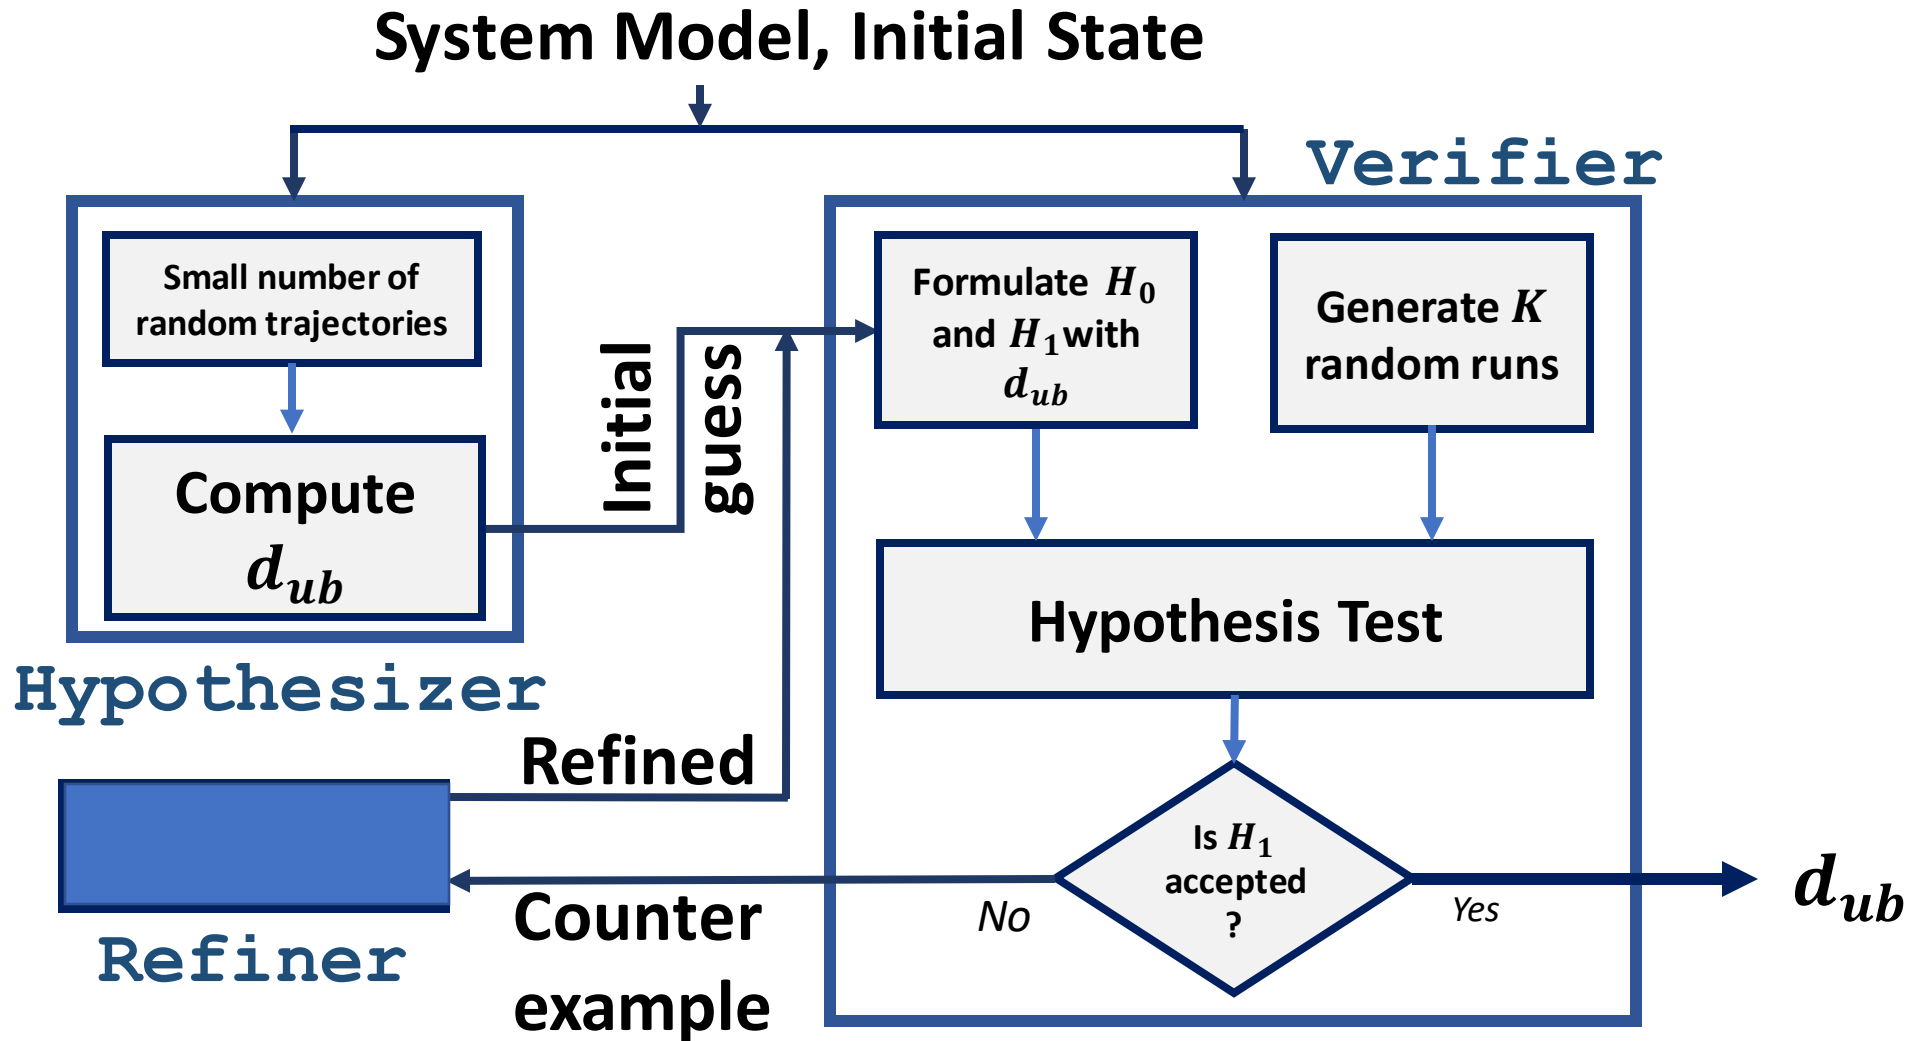 System Model, Initial State
Verifier
Small number of
random trajectories
Compute
d_ub
Hypothesizer
Initial
guess
Formulate H_0
and H_1 with
d_ub
Generate K
random runs
Hypothesis Test
Is H_1
accepted
?
No
Yes
d_ub
Refined
Counter
example
Refiner